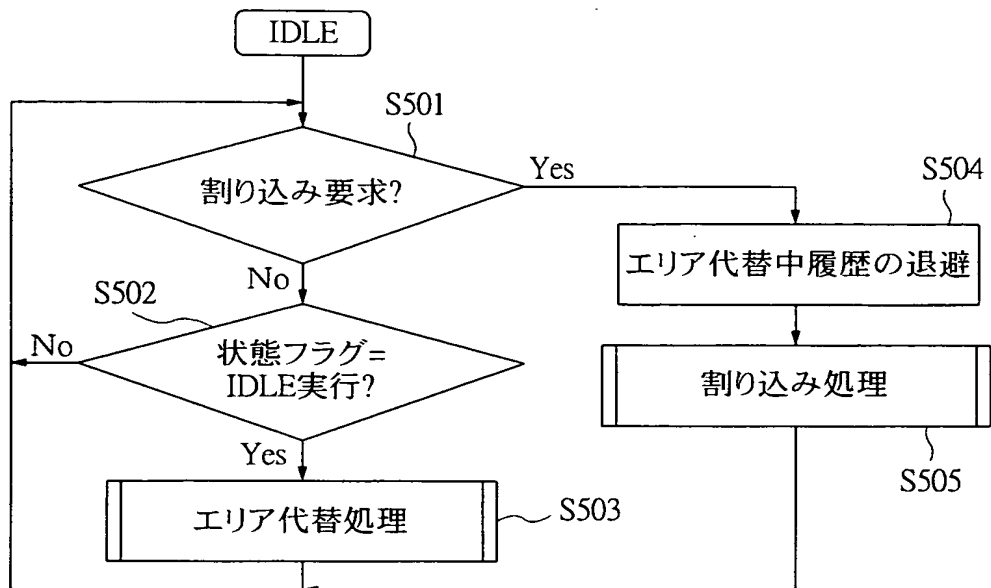 IDLE
S501
割り込み要求?
Yes
S504
エリア代替中履歴の退避
No
S502
No
状態フラグ=
IDLE実行?
割り込み処理
Yes
S505
エリア代替処理
S503